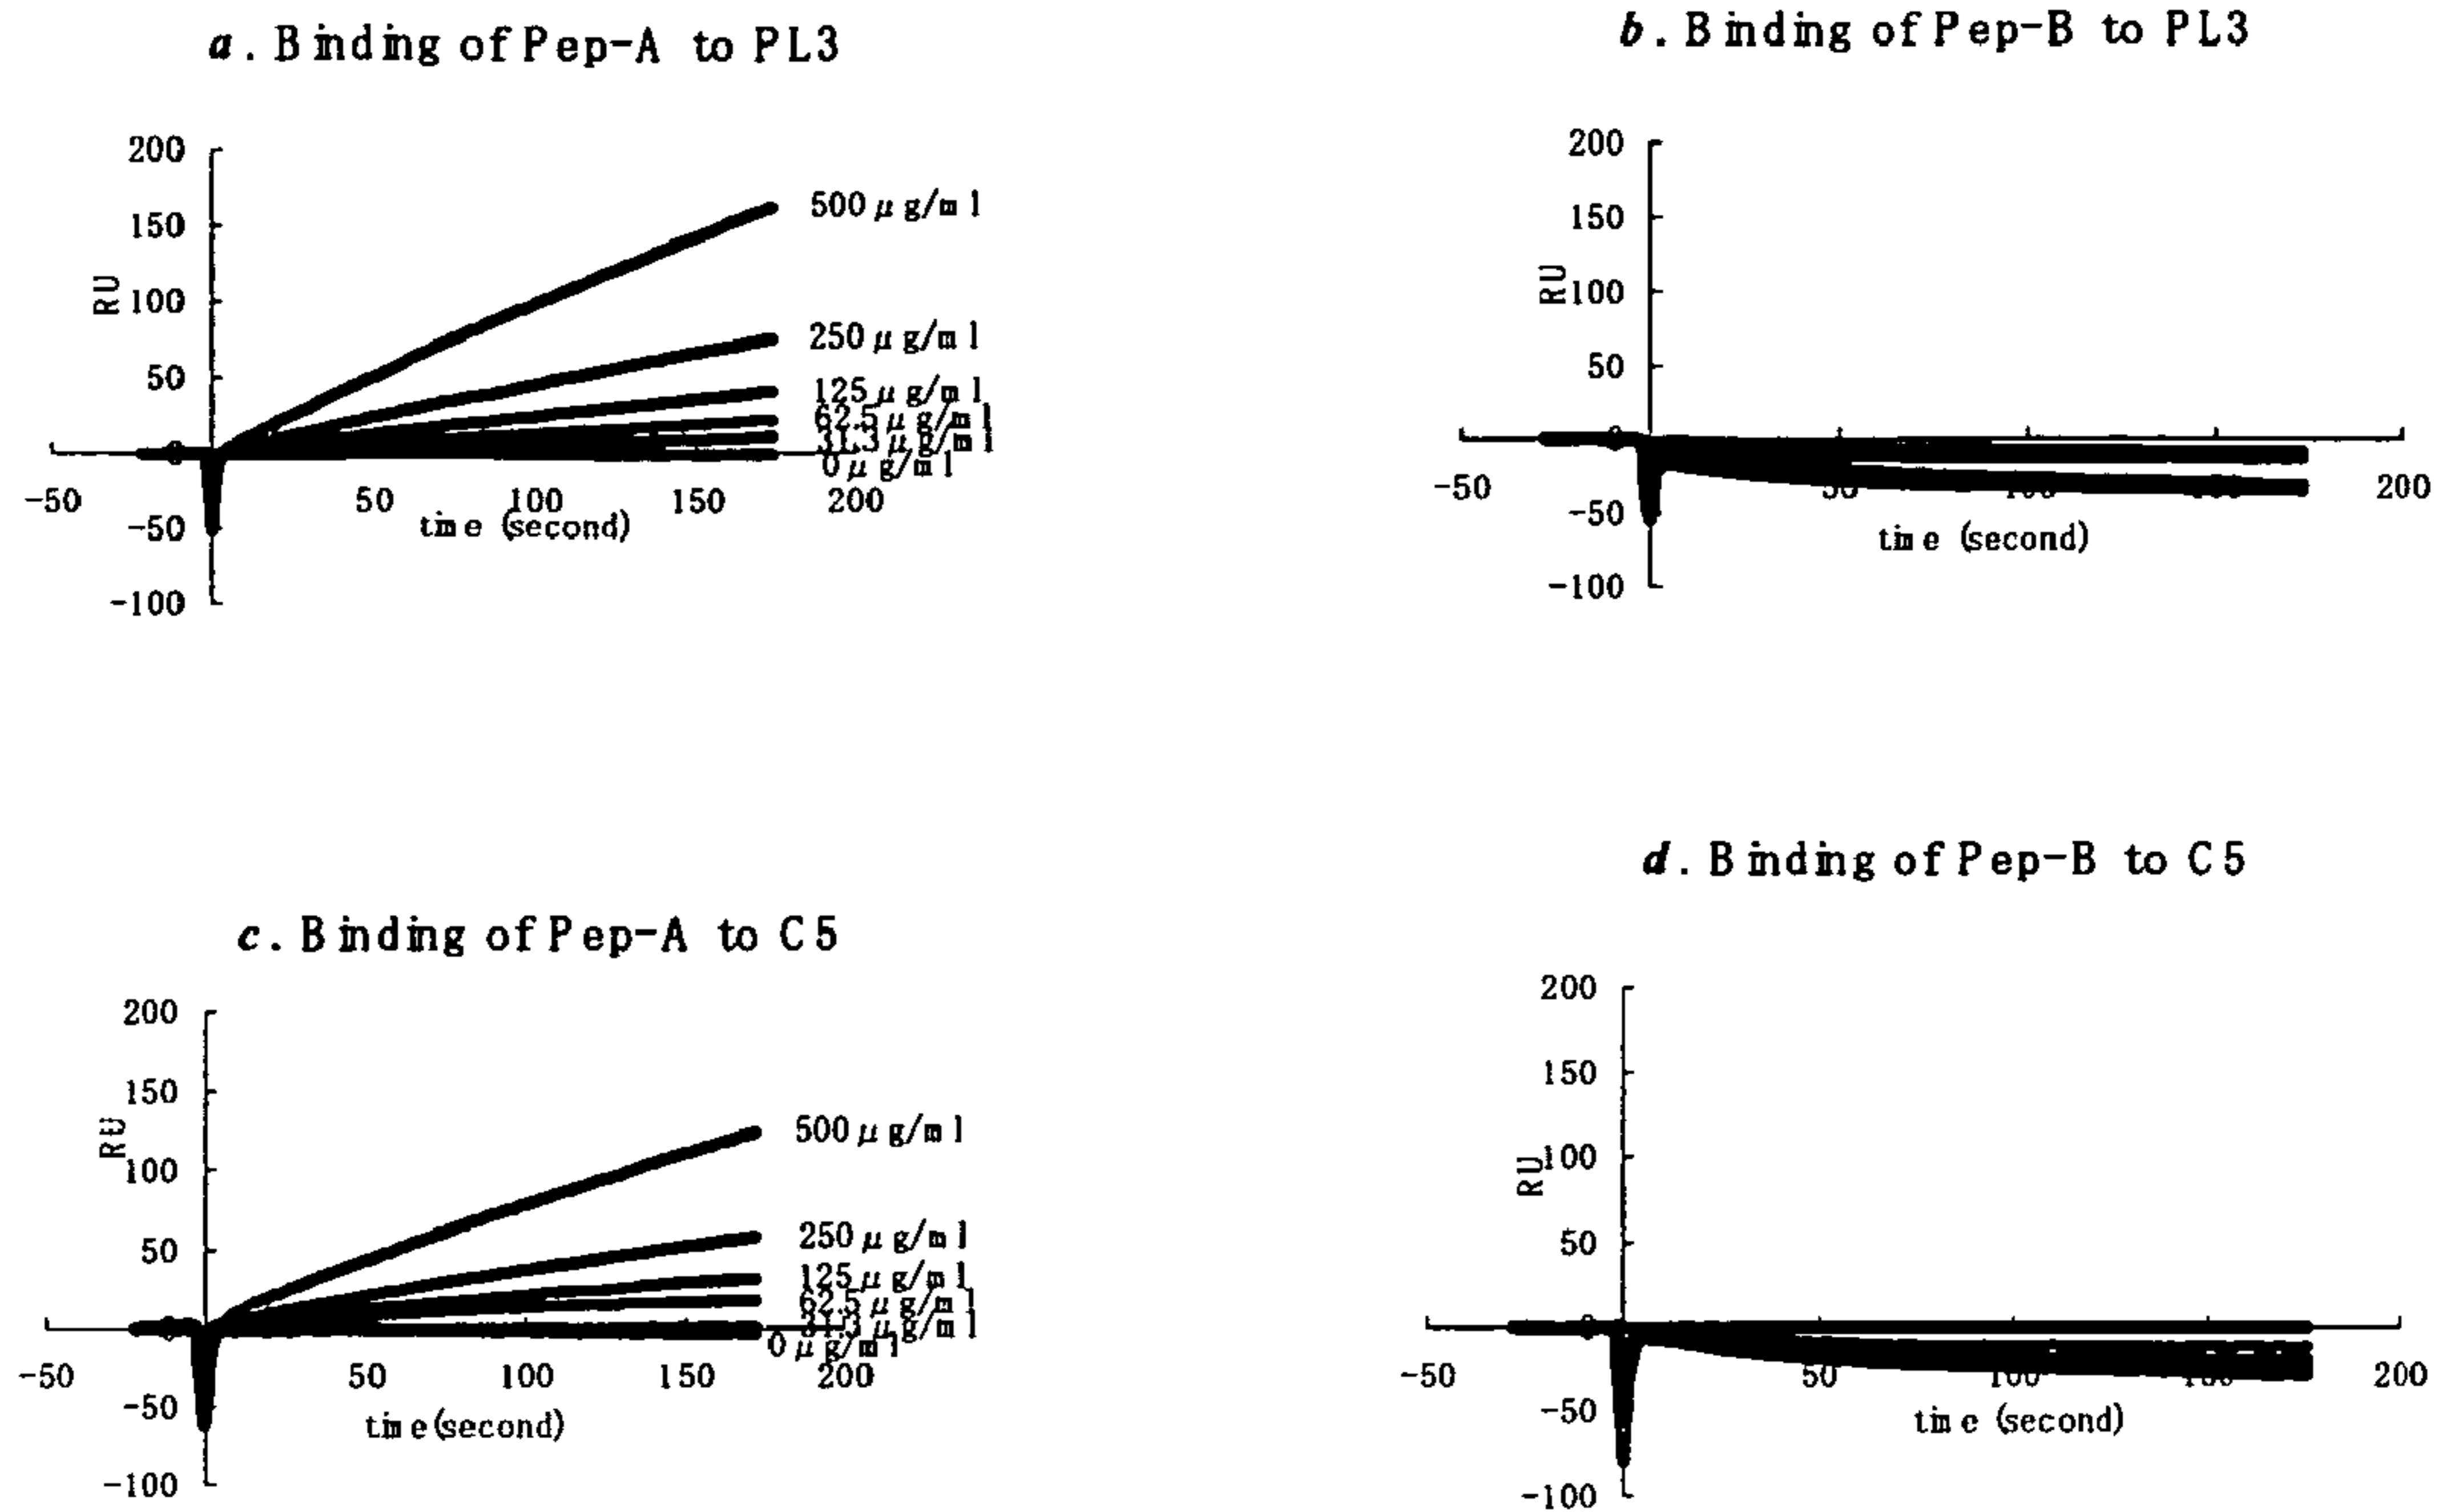 a. Binding of Pep-A to PL3
200
150
RU
100
50
500 μg/ml
250 μg/ml
125 μg/ml
62.5 μg/ml
31.3 μg/ml
0 μg/ml
-50
50
100
150
200
-50
time (second)
-100
b. Binding of Pep-B to PL3
200
150
RU
100
50
-50
50
100
200
-50
time (second)
-100
c. Binding of Pep-A to C5
200
150
RU
100
50
500 μg/ml
250 μg/ml
125 μg/ml
62.5 μg/ml
31.3 μg/ml
0 μg/ml
-50
50
100
150
200
-50
time (second)
-100
d. Binding of Pep-B to C5
200
150
RU
100
50
-50
50
100
200
-50
time (second)
-100